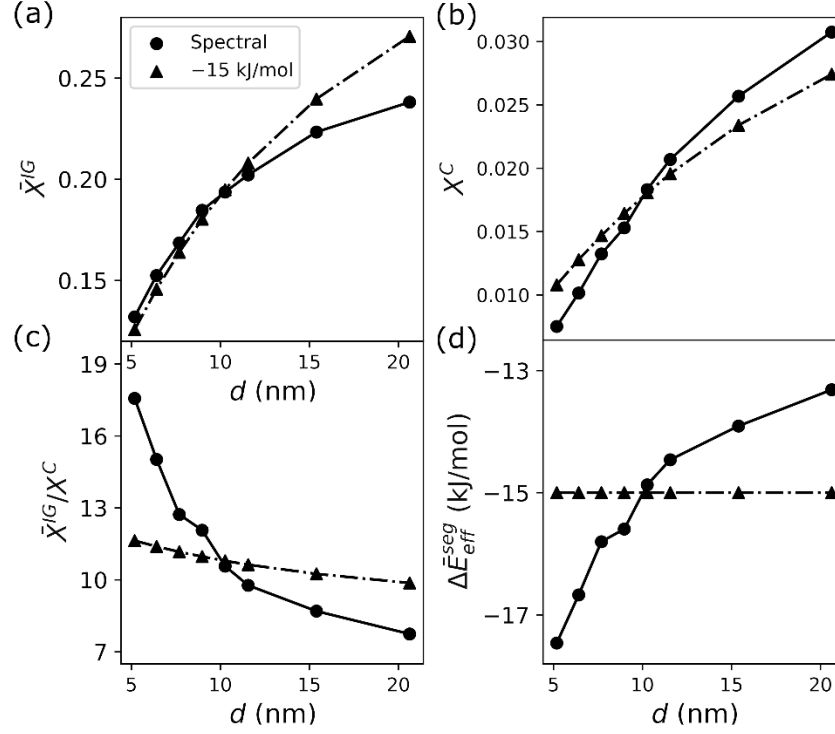 (a)
Spectral
−15 kJ/mol
0.25
0.20
0.15
X̄ᴵᴳ
(b)
0.030
0.025
0.020
0.015
0.010
Xᶜ
(c)
5 10 15 20
d (nm)
19
16
13
10
7
X̄ᴵᴳ/Xᶜ
5 10 15 20
d (nm)
(d)
−13
−15
−17
ΔĒ_eff^seg (kJ/mol)
5 10 15 20
d (nm)